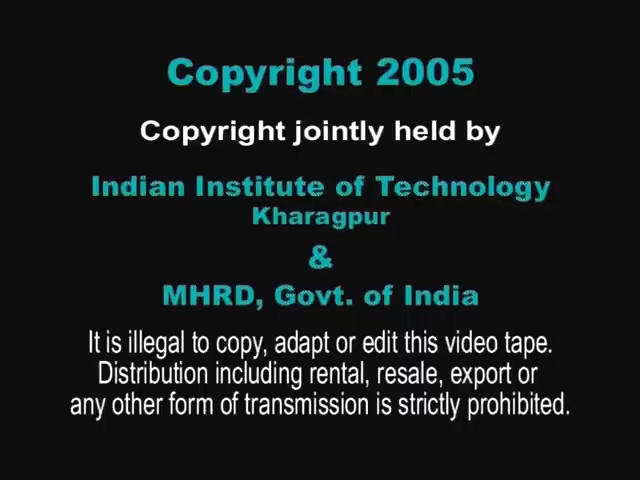 Copyright 2005
Copyright jointly held by
Indian Institute of Technology
Kharagpur
&
MHRD, Govt. of India
It is illegal to copy, adapt or edit this video tape.
Distribution including rental, resale, export or
any other form of transmission is strictly prohibited.